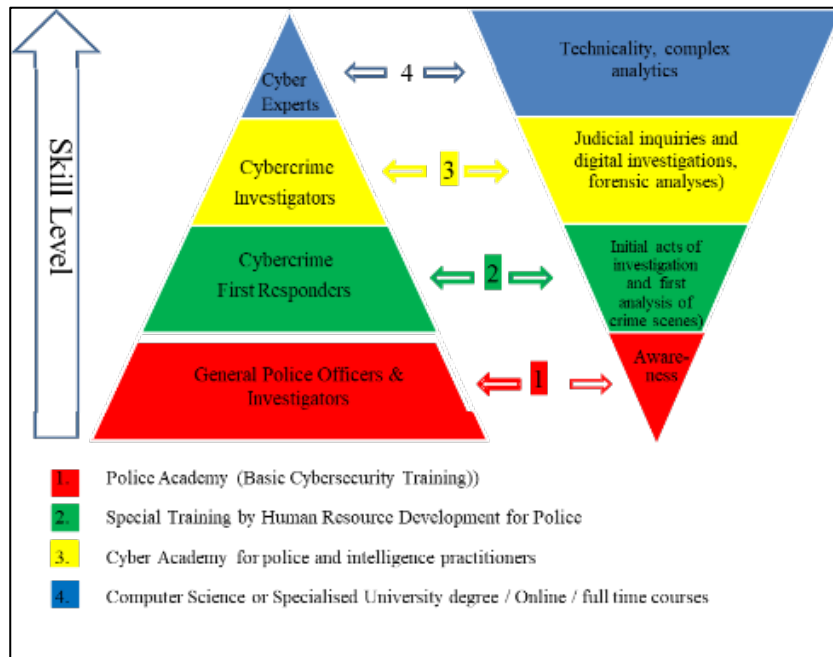 Skill Level
Cyber
Experts
4
Technicality, complex
analytics
Cybercrime
Investigators
3
Judicial inquiries and
digital investigations,
forensic analyses)
Cybercrime
First Responders
2
Initial acts of
investigation
and first
analysis of
crime scenes)
General Police Officers &
Investigators
1
Aware-
ness
1. Police Academy (Basic Cybersecurity Training))
2. Special Training by Human Resource Development for Police
3. Cyber Academy for police and intelligence practitioners
4. Computer Science or Specialised University degree / Online / full time courses